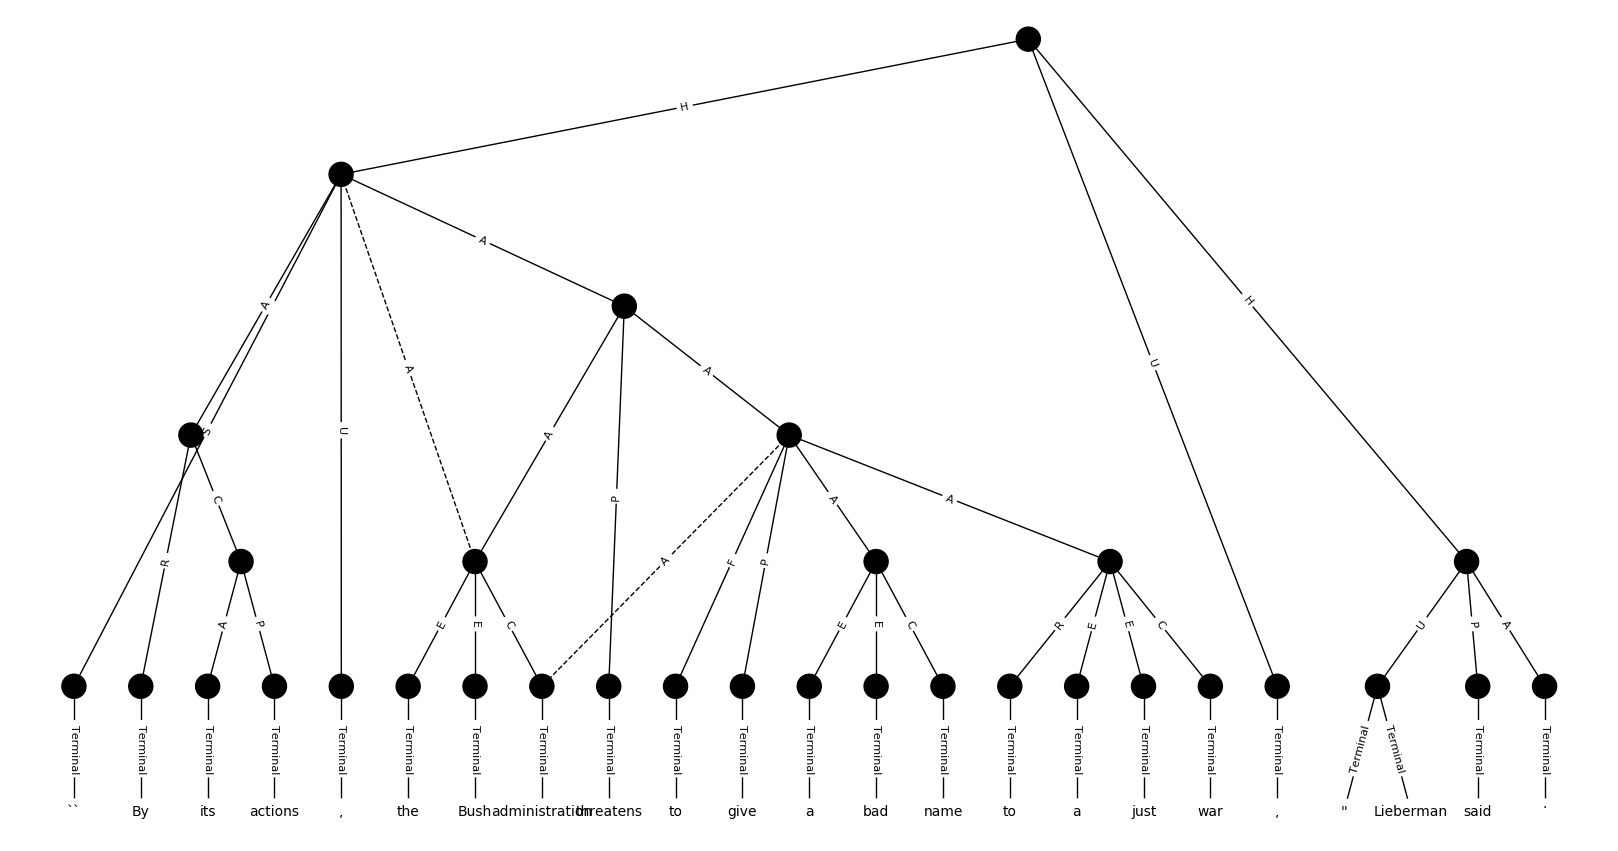 H
A
A
A
S
U
A
A
A
C
P
A
U
H
R
A
F
P
A
A
P
E
E
C
E
E
C
R
E
E
C
U
P
A
Terminal Terminal Terminal Terminal Terminal Terminal Terminal Terminal Terminal Terminal Terminal Terminal Terminal Terminal Terminal Terminal Terminal Terminal Terminal Terminal Terminal Terminal Terminal
`` By its actions , the Bush administration threatens to give a bad name to a just war , " Lieberman said .